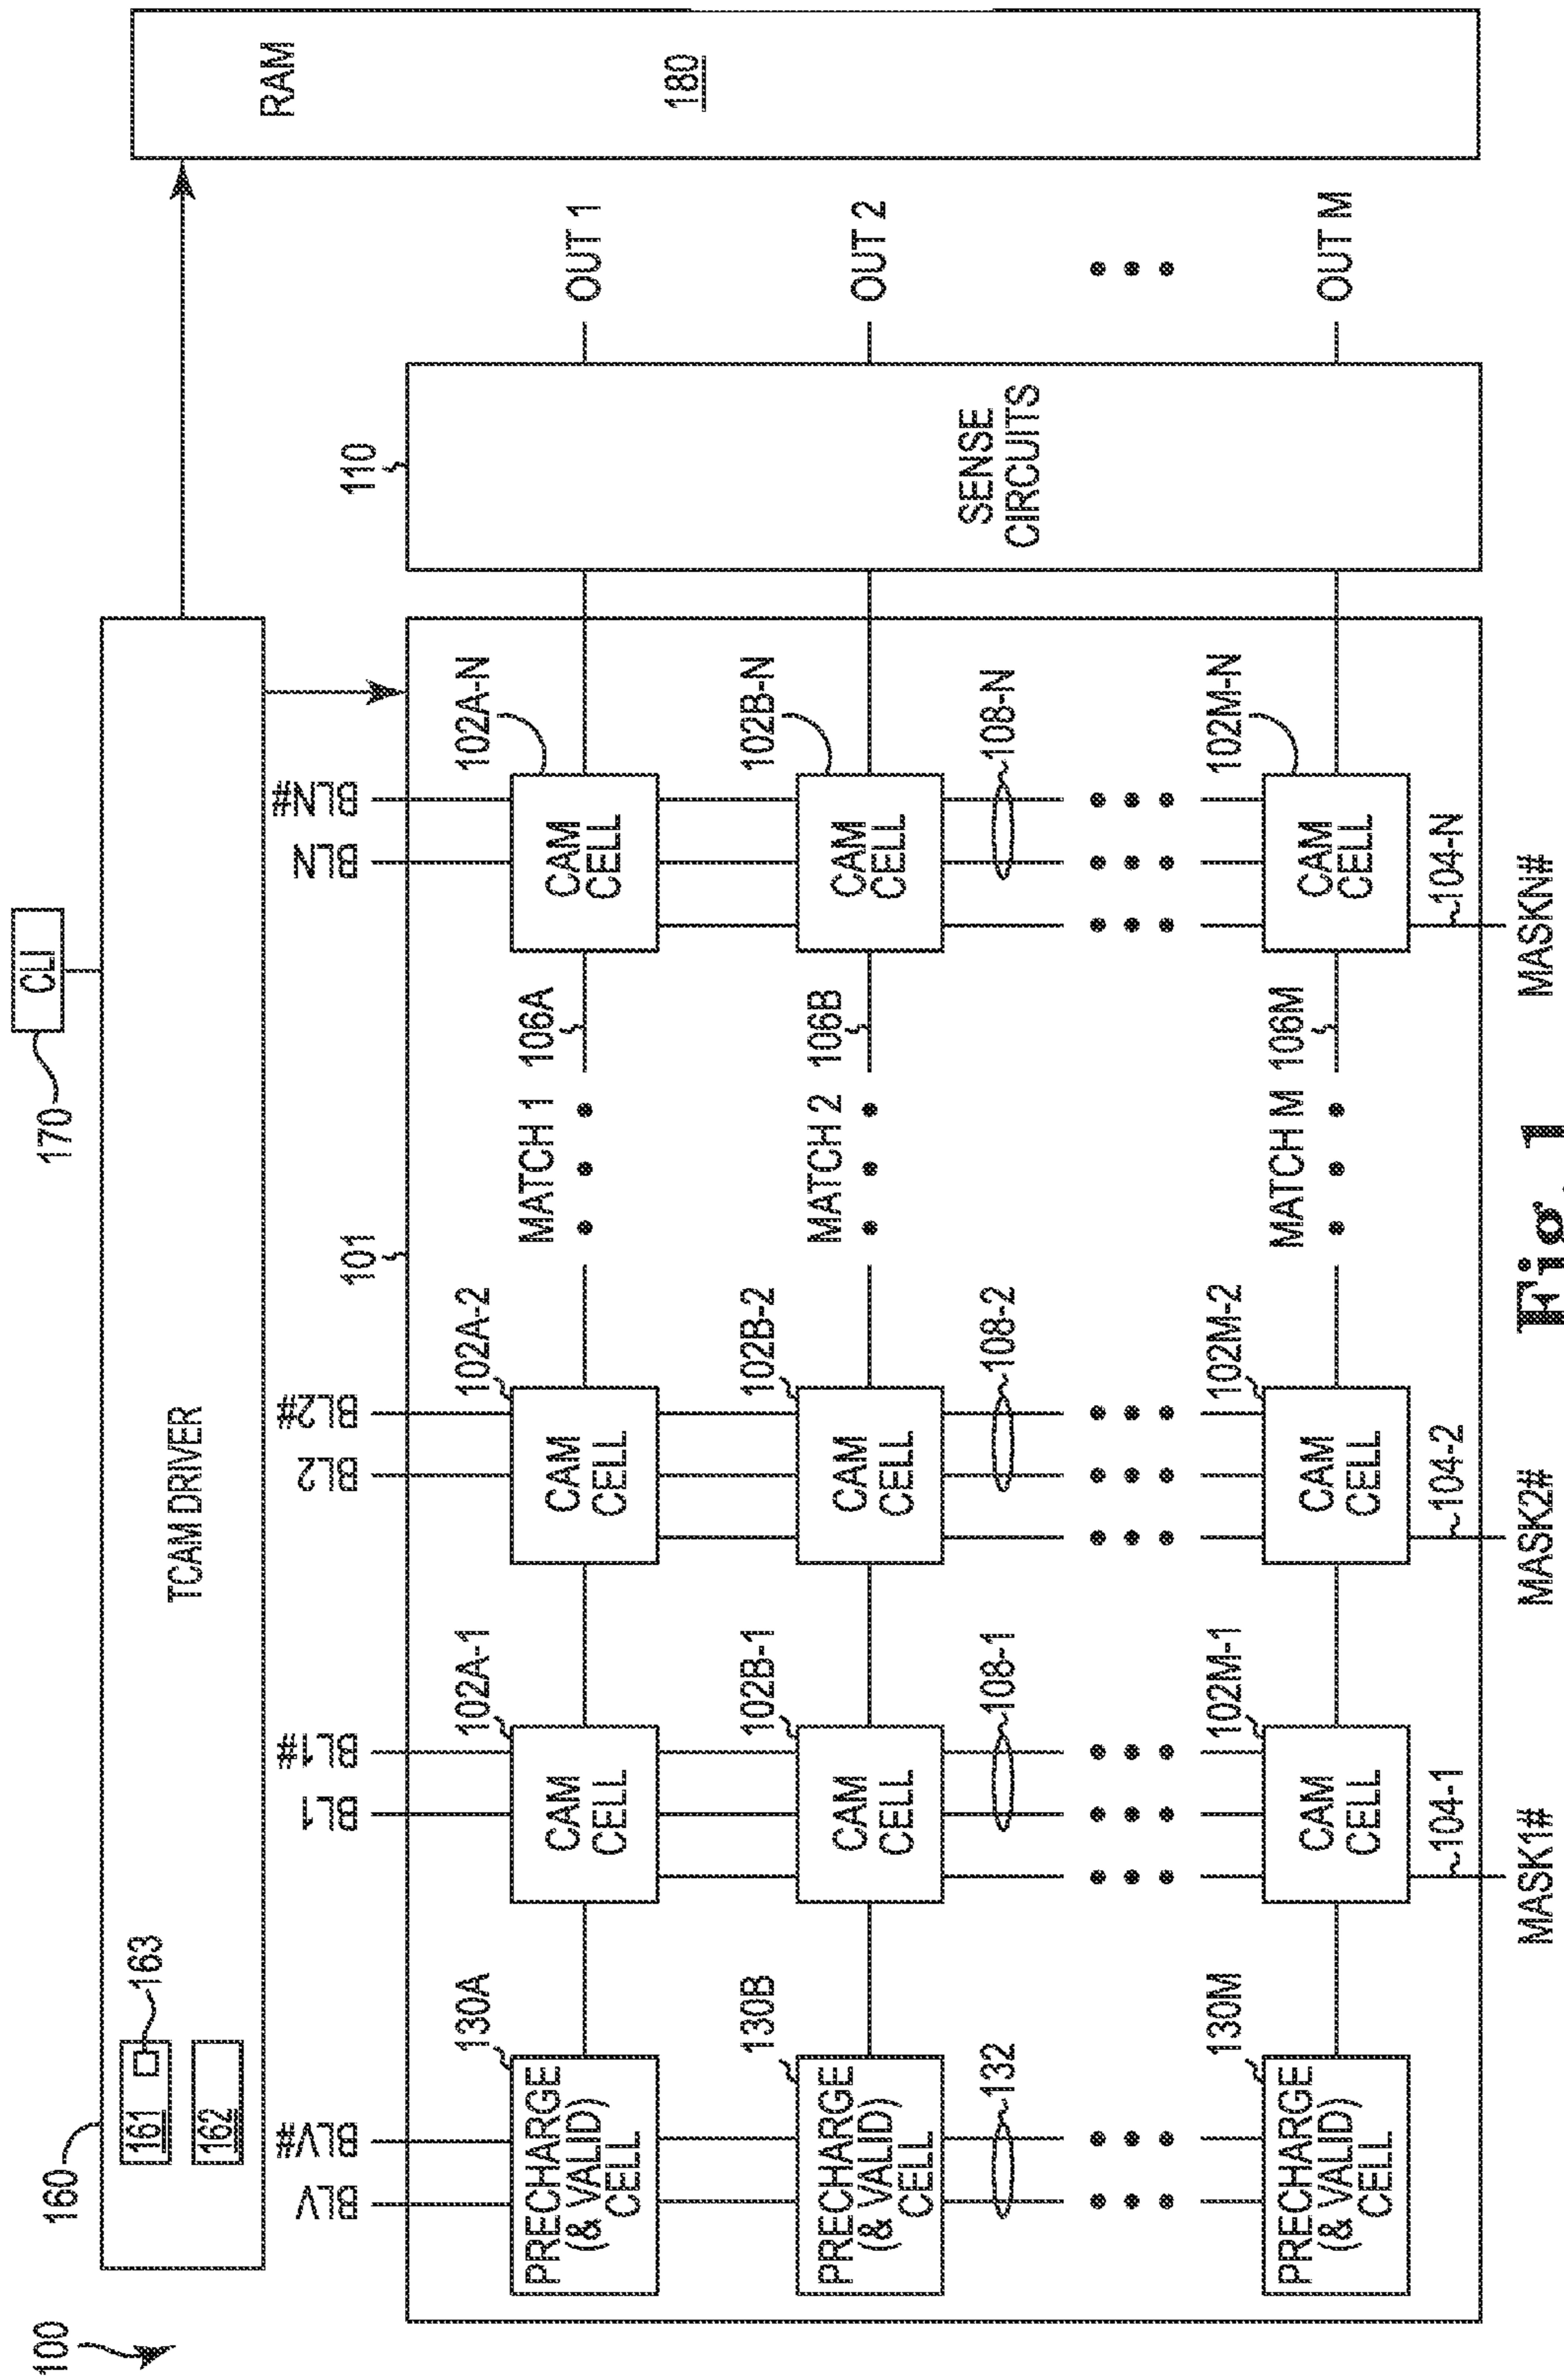 100
170
CLI
160
TCAM DRIVER
161
163
162
RAM
180
BLV
BLV#
BL1
BL1#
BL2
BL2#
BLN
BLN#
101
110
130A
102A-1
102A-2
102A-N
PRECHARGE
(& VALID)
CELL
CAM
CELL
CAM
CELL
MATCH 1
106A
CAM
CELL
OUT 1
130B
102B-1
102B-2
102B-N
PRECHARGE
(& VALID)
CELL
CAM
CELL
CAM
CELL
MATCH 2
106B
CAM
CELL
OUT 2
SENSE
CIRCUITS
132
108-1
108-2
108-N
130M
102M-1
102M-2
102M-N
PRECHARGE
(& VALID)
CELL
CAM
CELL
CAM
CELL
MATCH M
106M
CAM
CELL
OUT M
104-1
104-2
104-N
MASK1#
MASK2#
MASKN#
Fig. 1